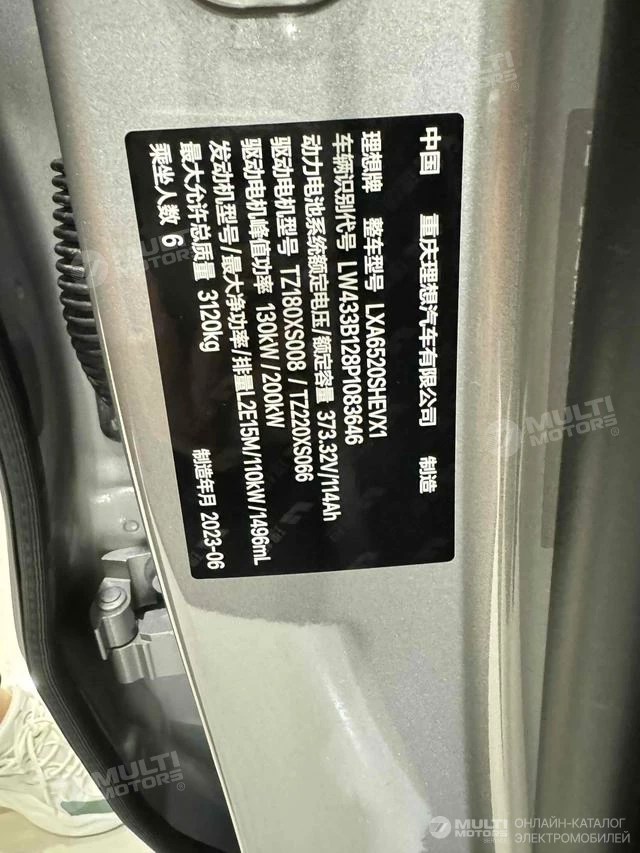 中国 重庆理想汽车有限公司 制造
理想牌 整车型号 LXA6520SHEVX1
车辆识别代号 LW433B128P1083646
动力电池系统额定电压/额定容量 373.32V/114Ah
驱动电机型号 TZ180XS008 / TZ220XS066
驱动电机峰值功率 130kW/200kW
发动机型号/最大净功率/排量L2E15M/110kW/1496mL
最大允许总质量 3120kg 制造年月 2023-06
乘坐人数 6
MULTI MOTORS®
MULTI MOTORS®
MULTI MOTORS®
MULTI MOTORS®
MULTI MOTORS
ОНЛАЙН-КАТАЛОГ
ЭЛЕКТРОМОБИЛЕЙ